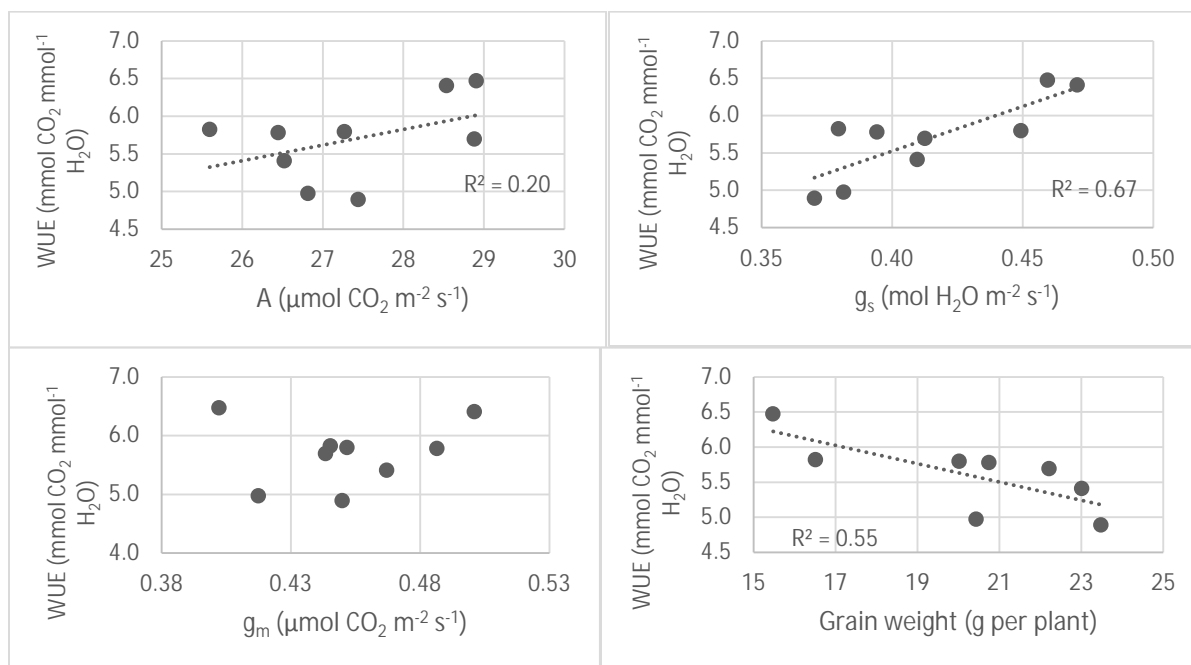 WUE (mmol CO₂ mmol⁻¹
H₂O)
7.0
6.5
6.0
5.5
5.0
4.5
R² = 0.20
25 26 27 28 29 30
A (µmol CO₂ m⁻² s⁻¹)
WUE (mmol CO₂ mmol⁻¹
H₂O)
7.0
6.5
6.0
5.5
5.0
4.5
R² = 0.67
0.35 0.40 0.45 0.50
gₛ (mol H₂O m⁻² s⁻¹)
WUE (mmol CO₂ mmol⁻¹
H₂O)
7.0
6.0
5.0
4.0
0.38 0.43 0.48 0.53
gₘ (µmol CO₂ m⁻² s⁻¹)
WUE (mmol CO₂ mmol⁻¹
H₂O)
7.0
6.5
6.0
5.5
5.0
4.5
R² = 0.55
15 17 19 21 23 25
Grain weight (g per plant)